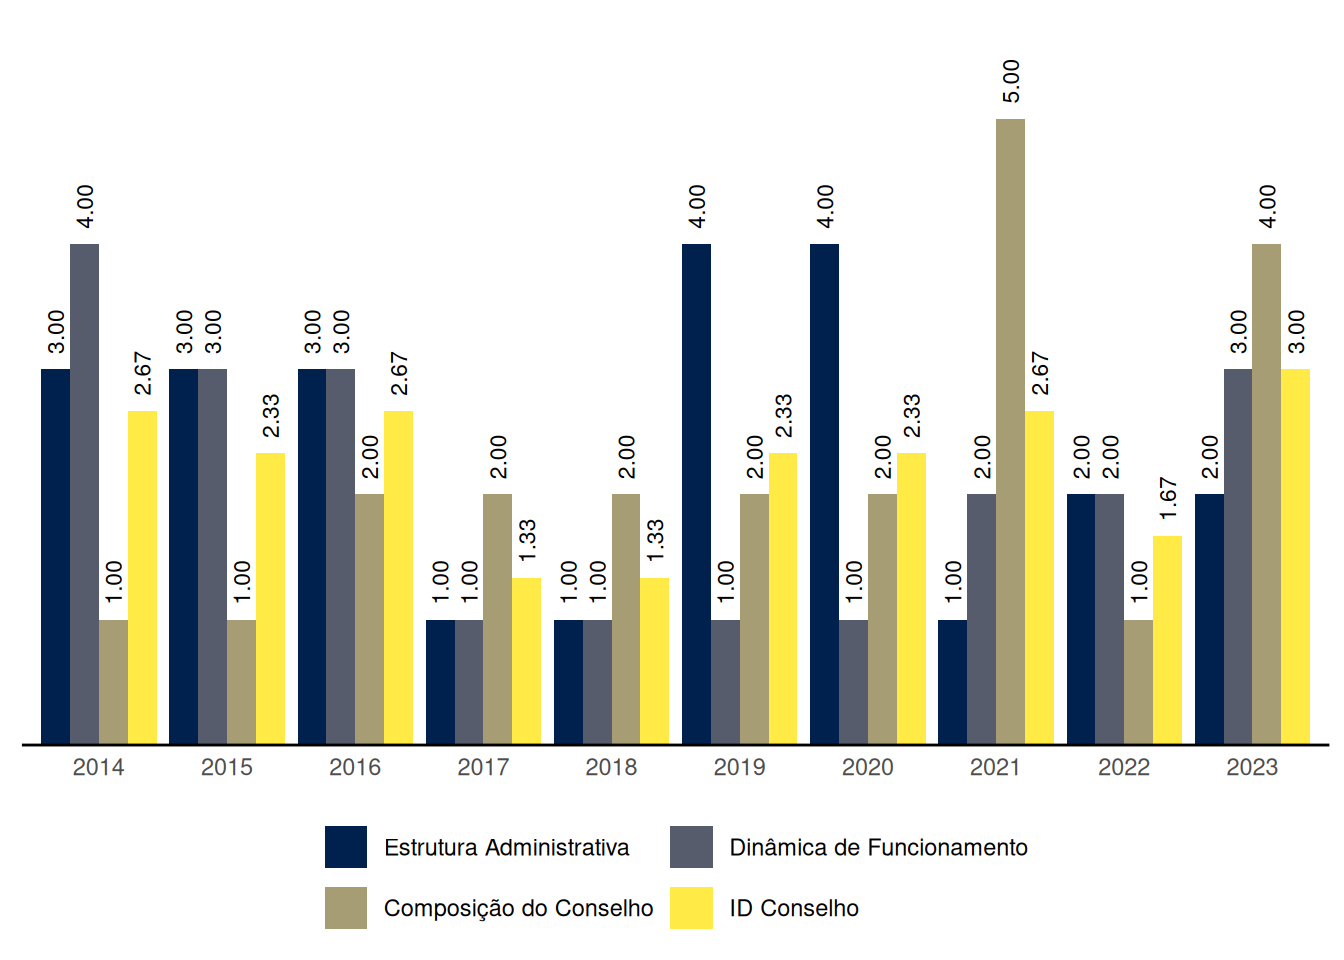 5.00
4.00 4.00 4.00 4.00
3.00 3.00 3.00 3.00 3.00 3.00 3.00
2.67 2.67 2.67
2.33 2.33 2.33
2.00 2.00 2.00 2.00 2.00 2.00 2.00 2.00 2.00
1.67
1.33 1.33
1.00 1.00 1.00 1.00 1.00 1.00 1.00 1.00 1.00 1.00
2014 2015 2016 2017 2018 2019 2020 2021 2022 2023
Estrutura Administrativa Dinâmica de Funcionamento
Composição do Conselho ID Conselho